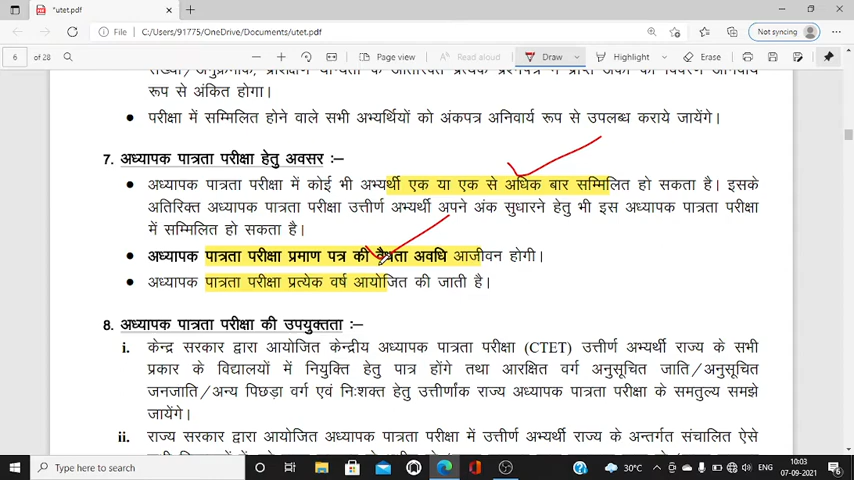 *utet.pdf
File
C:/Users/91775/OneDrive/Documents/utet.pdf
Not syncing
6 of 28
Page view
Read aloud
Draw
Highlight
Erase
रूप से अंकित होगा।
• परीक्षा में सम्मिलित होने वाले सभी अभ्यर्थियों को अंकपत्र अनिवार्य रूप से उपलब्ध कराये जायेंगे।
7. अध्यापक पात्रता परीक्षा हेतु अवसर :–
• अध्यापक पात्रता परीक्षा में कोई भी अभ्यर्थी एक या एक से अधिक बार सम्मिलित हो सकता है। इसके
अतिरिक्त अध्यापक पात्रता परीक्षा उत्तीर्ण अभ्यर्थी अपने अंक सुधारने हेतु भी इस अध्यापक पात्रता परीक्षा
में सम्मिलित हो सकता है।
• अध्यापक पात्रता परीक्षा प्रमाण पत्र की वैधता अवधि आजीवन होगी।
• अध्यापक पात्रता परीक्षा प्रत्येक वर्ष आयोजित की जाती है।
8. अध्यापक पात्रता परीक्षा की उपयुक्तता :–
i. केन्द्र सरकार द्वारा आयोजित केन्द्रीय अध्यापक पात्रता परीक्षा (CTET) उत्तीर्ण अभ्यर्थी राज्य के सभी
प्रकार के विद्यालयों में नियुक्ति हेतु पात्र होंगे तथा आरक्षित वर्ग अनुसूचित जाति/अनुसूचित
जनजाति/अन्य पिछड़ा वर्ग एवं निःशक्त हेतु उत्तीर्णांक राज्य अध्यापक पात्रता परीक्षा के समतुल्य समझे
जायेंगे।
ii. राज्य सरकार द्वारा आयोजित अध्यापक पात्रता परीक्षा में उत्तीर्ण अभ्यर्थी राज्य के अन्तर्गत संचालित ऐसे
Type here to search
30°C
ENG
10:03
07-09-2021
6